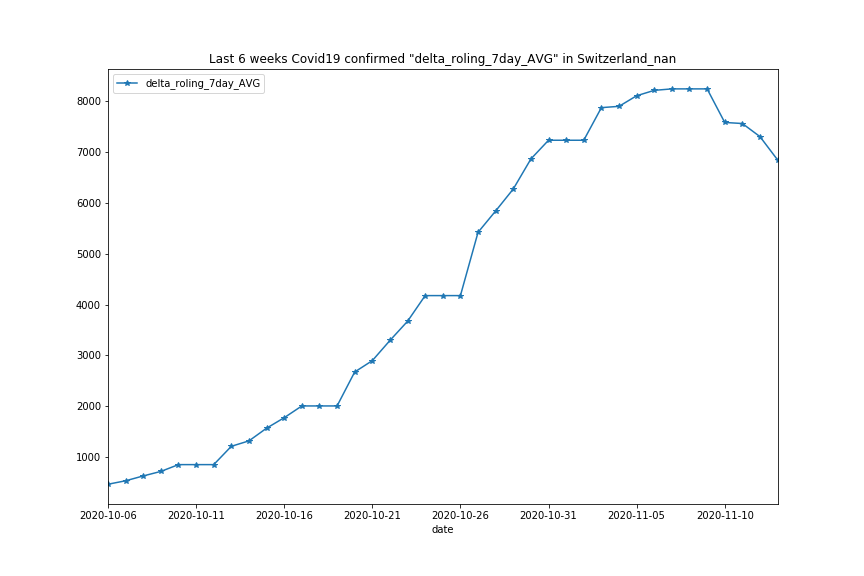 Last 6 weeks Covid19 confirmed "delta_roling_7day_AVG" in Switzerland_nan
delta_roling_7day_AVG
8000
7000
6000
5000
4000
3000
2000
1000
2020-10-06 2020-10-11 2020-10-16 2020-10-21 2020-10-26 2020-10-31 2020-11-05 2020-11-10
date